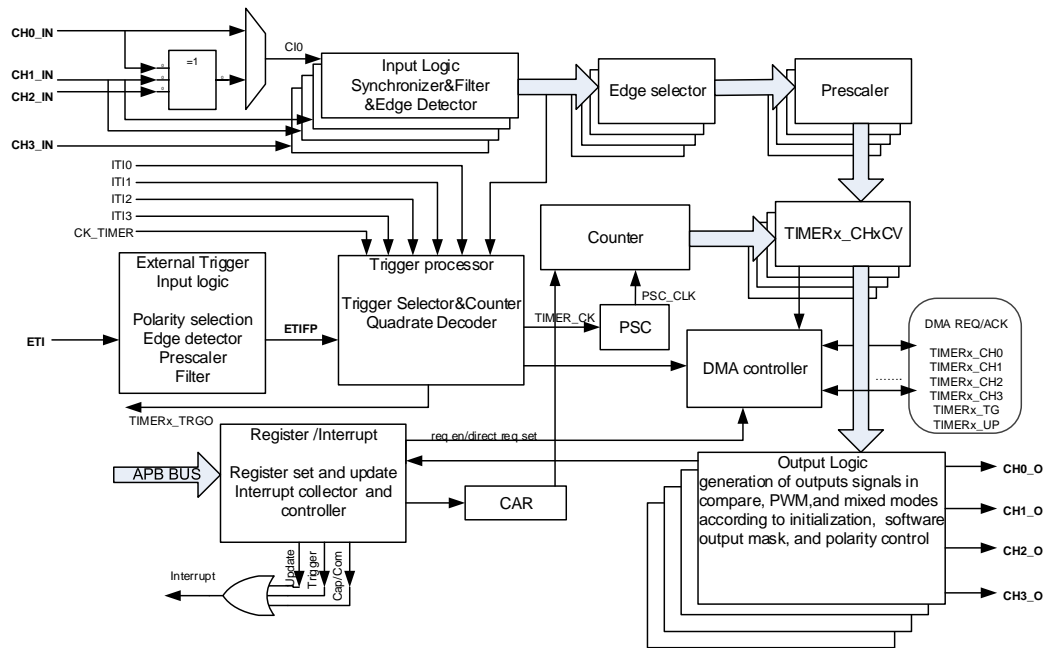 CH0_IN
CH1_IN
CH2_IN
CH3_IN
=1
CI0
Input Logic
Synchronizer&Filter
&Edge Detector
Edge selector
Prescaler
ITI0
ITI1
ITI2
ITI3
CK_TIMER
Counter
TIMERx_CHxCV
External Trigger
Input logic
Polarity selection
Edge detector
Prescaler
Filter
ETI
ETIFP
Trigger processor
Trigger Selector&Counter
Quadrate Decoder
TIMER_CK
PSC
PSC_CLK
DMA controller
DMA REQ/ACK
TIMERx_CH0
TIMERx_CH1
TIMERx_CH2
TIMERx_CH3
TIMERx_TG
TIMERx_UP
........
TIMERx_TRGO
Register /Interrupt
Register set and update
Interrupt collector and
controller
req en/direct req set
APB BUS
CAR
Output Logic
generation of outputs signals in
compare, PWM,and mixed modes
according to initialization, software
output mask, and polarity control
CH0_O
CH1_O
CH2_O
CH3_O
Update
Trigger
Cap/Com
Interrupt